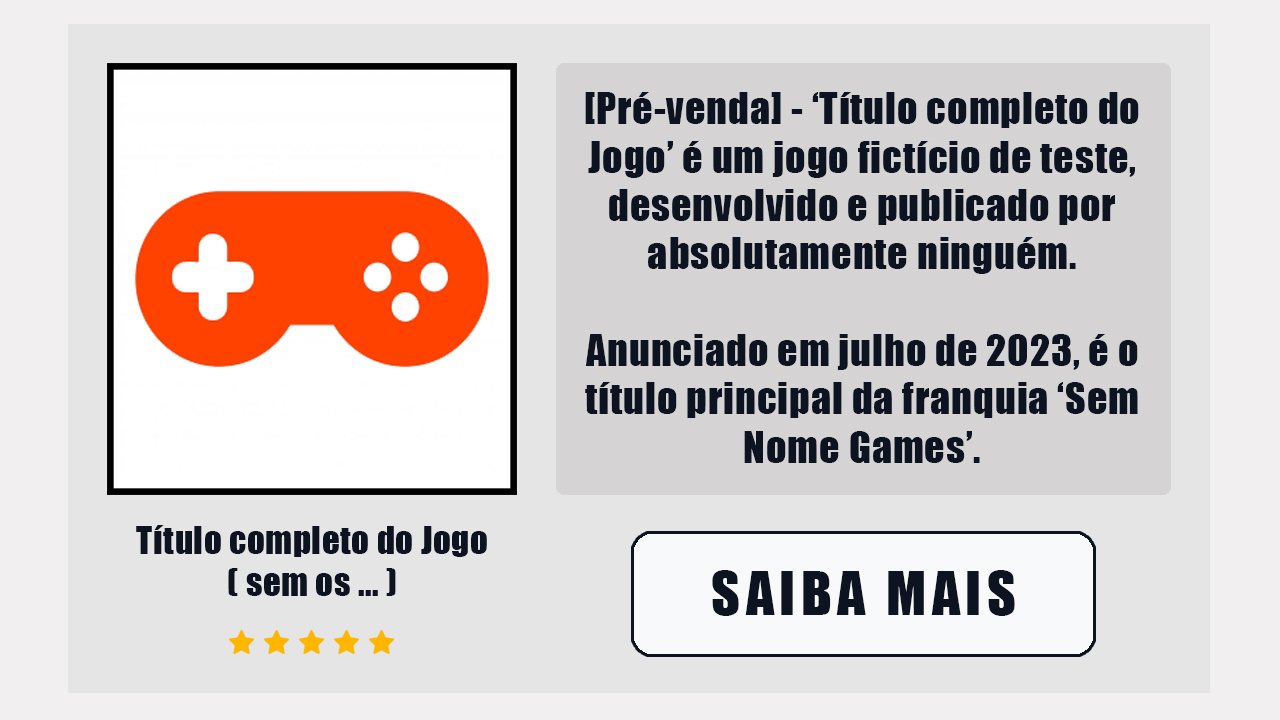 [Pré-venda] - ‘Título completo do
Jogo’ é um jogo fictício de teste,
desenvolvido e publicado por
absolutamente ninguém.
Anunciado em julho de 2023, é o
título principal da franquia ‘Sem
Nome Games’.
Título completo do Jogo
( sem os ... )
SAIBA MAIS